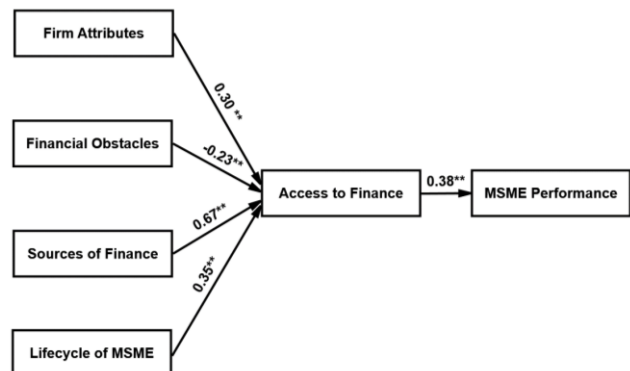 Firm Attributes
0.30 **
Financial Obstacles
-0.23**
Access to Finance
0.38**
MSME Performance
Sources of Finance
0.67**
0.35**
Lifecycle of MSME